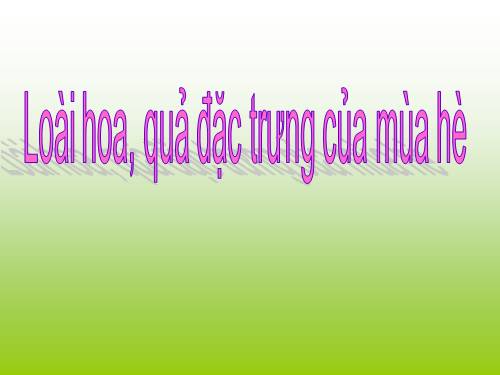 Loài hoa, quả đặc trưng của mùa hè